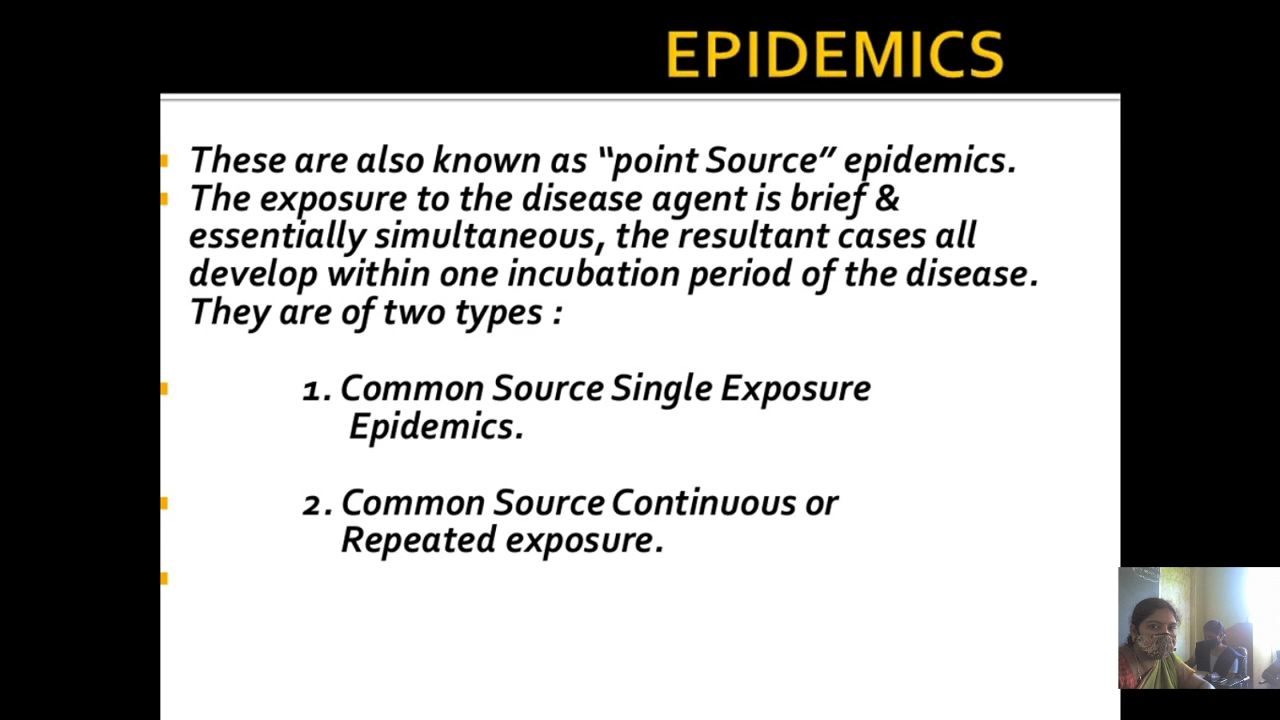 EPIDEMICS
These are also known as “point Source” epidemics.
The exposure to the disease agent is brief &
essentially simultaneous, the resultant cases all
develop within one incubation period of the disease.
They are of two types :
1. Common Source Single Exposure
Epidemics.
2. Common Source Continuous or
Repeated exposure.